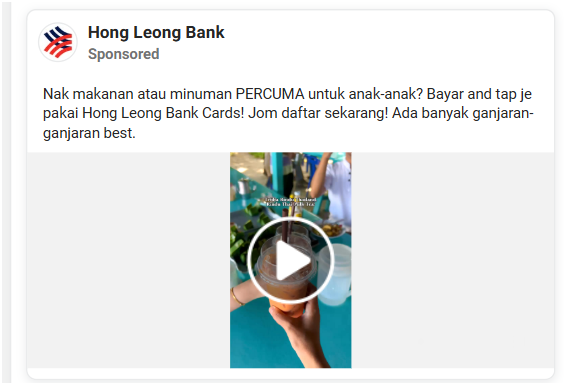 Hong Leong Bank
Sponsored
Nak makanan atau minuman PERCUMA untuk anak-anak? Bayar and tap je
pakai Hong Leong Bank Cards! Jom daftar sekarang! Ada banyak ganjaran-
ganjaran best.